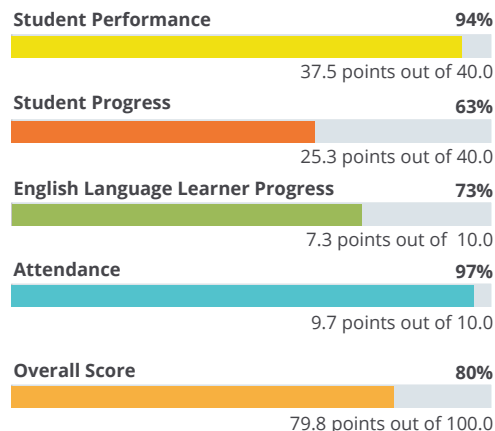 Student Performance 94%
37.5 points out of 40.0
Student Progress 63%
25.3 points out of 40.0
English Language Learner Progress 73%
7.3 points out of 10.0
Attendance 97%
9.7 points out of 10.0
Overall Score 80%
79.8 points out of 100.0